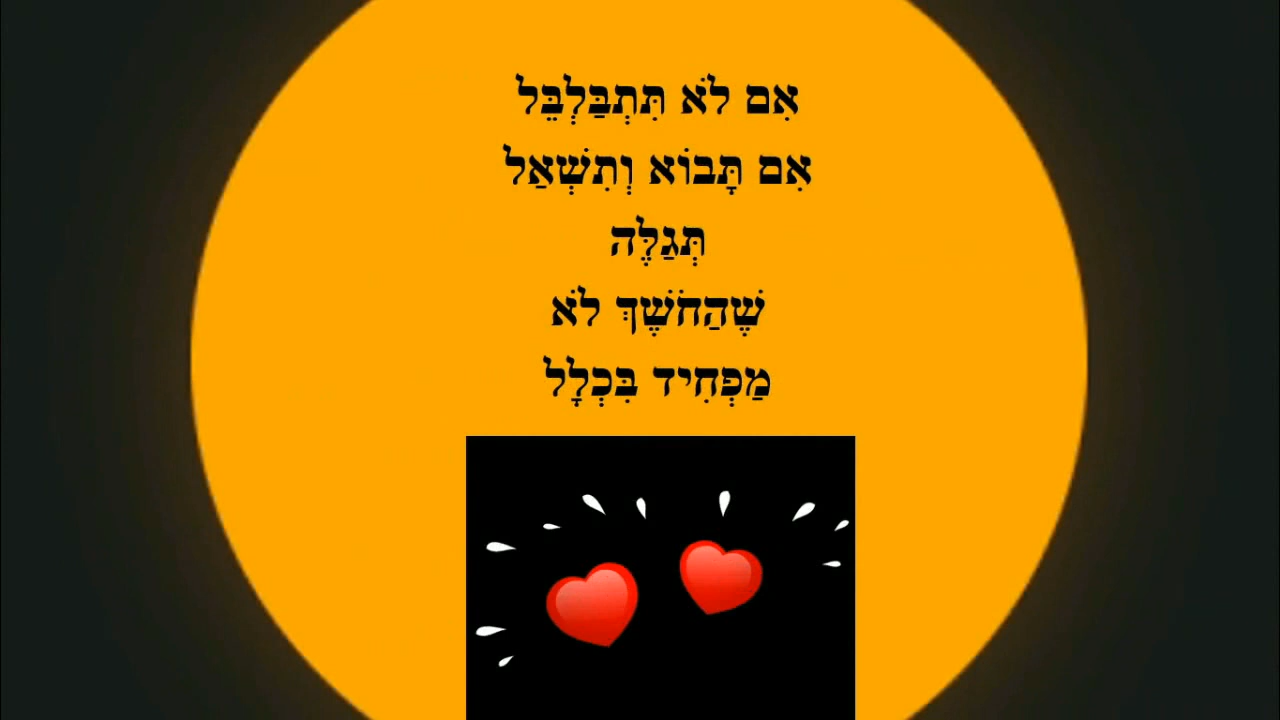 אִם לֹא תִּתְבַּלְבֵּל
אִם תָּבוֹא וְתִשְׁאַל
תְּגַלֶּה
שֶׁהַחֹשֶׁךְ לֹא
מַפְחִיד בִּכְלָל